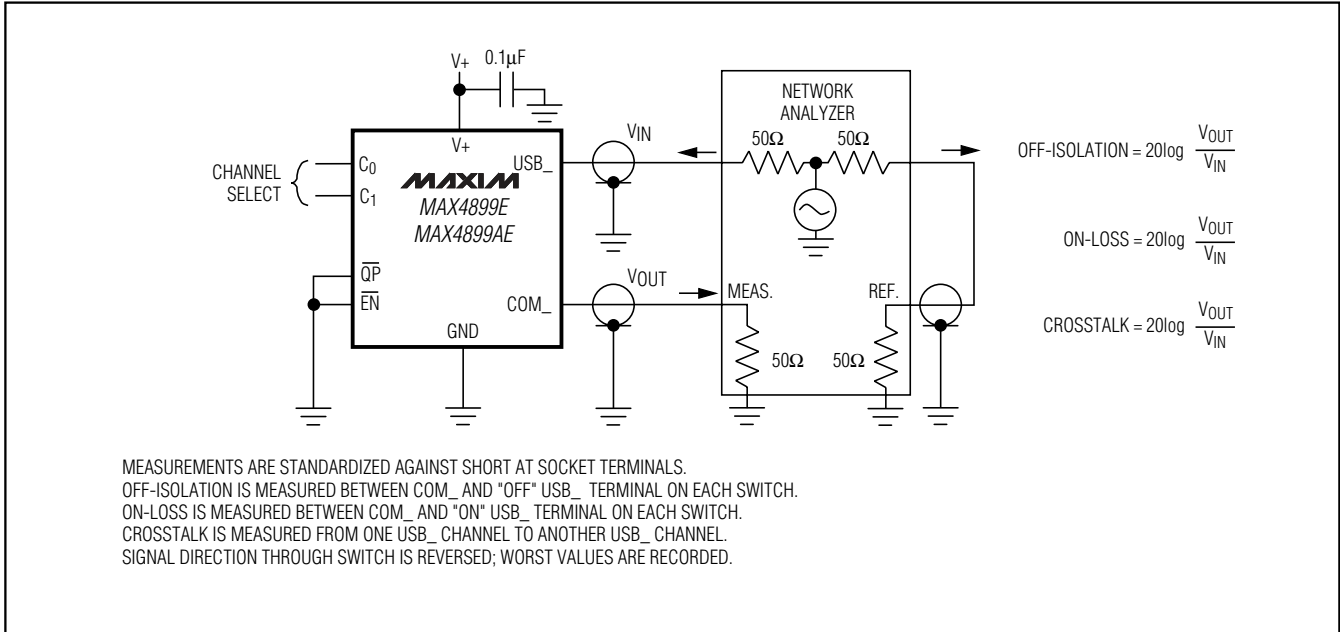 V+ 0.1μF
V+
C0
C1
CHANNEL
SELECT
USB_
MAXIM
MAX4899E
MAX4899AE
QP
EN
COM_
GND
VIN
VOUT
NETWORK
ANALYZER
50Ω 50Ω
MEAS. REF.
50Ω 50Ω
OFF-ISOLATION = 20log VOUT
VIN
ON-LOSS = 20log VOUT
VIN
CROSSTALK = 20log VOUT
VIN
MEASUREMENTS ARE STANDARDIZED AGAINST SHORT AT SOCKET TERMINALS.
OFF-ISOLATION IS MEASURED BETWEEN COM_ AND "OFF" USB_ TERMINAL ON EACH SWITCH.
ON-LOSS IS MEASURED BETWEEN COM_ AND "ON" USB_ TERMINAL ON EACH SWITCH.
CROSSTALK IS MEASURED FROM ONE USB_ CHANNEL TO ANOTHER USB_ CHANNEL.
SIGNAL DIRECTION THROUGH SWITCH IS REVERSED; WORST VALUES ARE RECORDED.